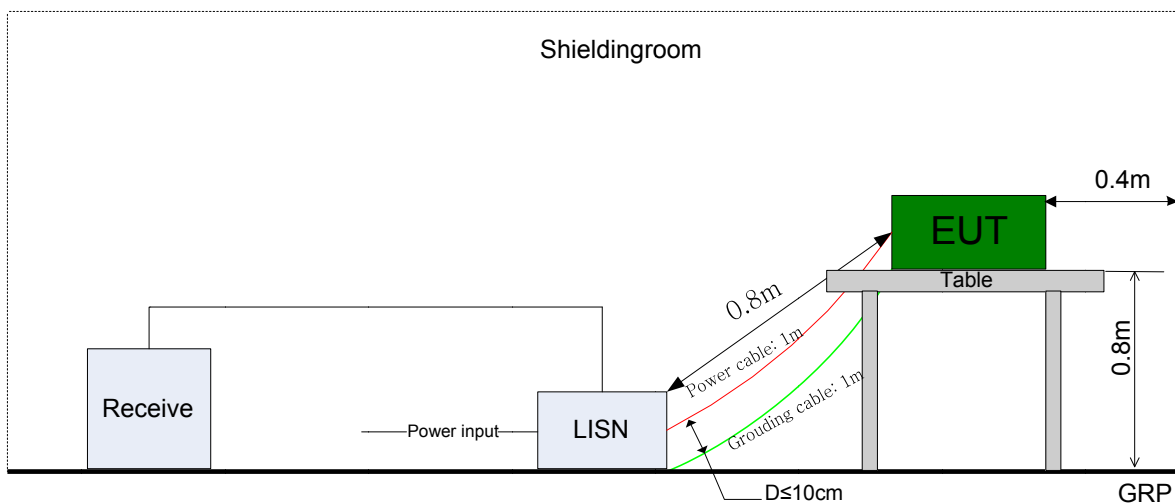 Shieldingroom
0.4m
EUT
Table
0.8m
0.8m
Power cable: 1m
Grouding cable: 1m
Receive
Power input
LISN
D≤10cm
GRP